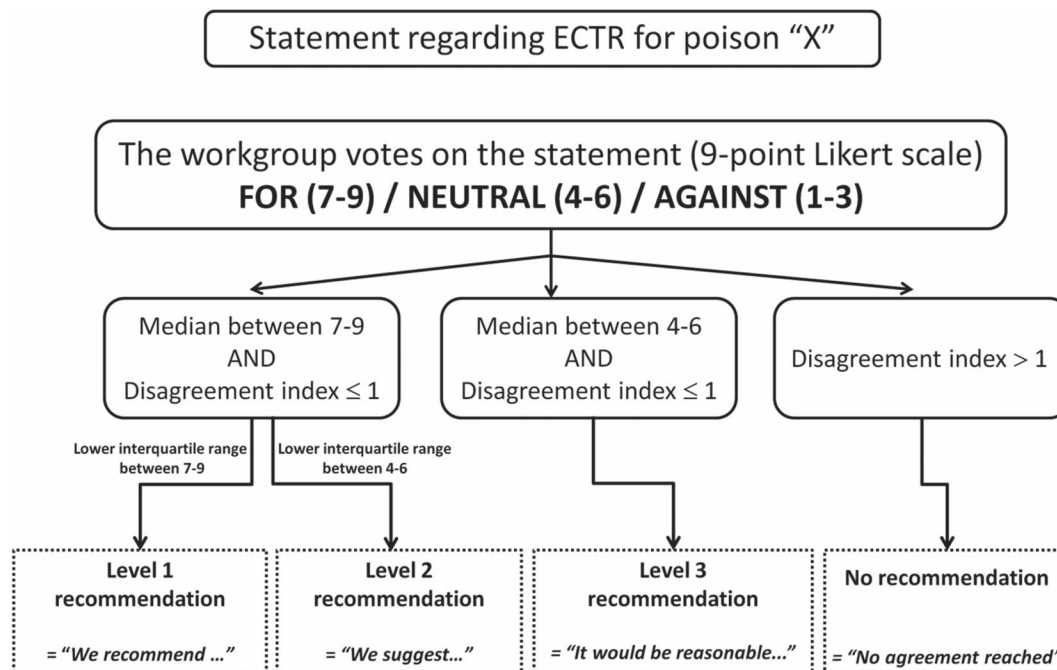 Statement regarding ECTR for poison “X”
The workgroup votes on the statement (9-point Likert scale)
FOR (7-9) / NEUTRAL (4-6) / AGAINST (1-3)
Median between 7-9
AND
Disagreement index ≤ 1
Median between 4-6
AND
Disagreement index ≤ 1
Disagreement index > 1
Lower interquartile range
between 7-9
Lower interquartile range
between 4-6
Level 1
recommendation
= “We recommend ...”
Level 2
recommendation
= “We suggest...”
Level 3
recommendation
= “It would be reasonable...”
No recommendation
= “No agreement reached”